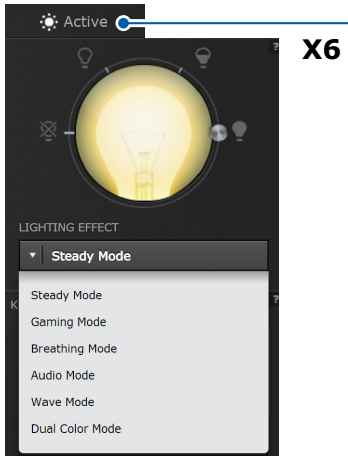 Active
X6
?
LIGHTING EFFECT
Steady Mode
K
?
Steady Mode
Gaming Mode
Breathing Mode
Audio Mode
Wave Mode
Dual Color Mode